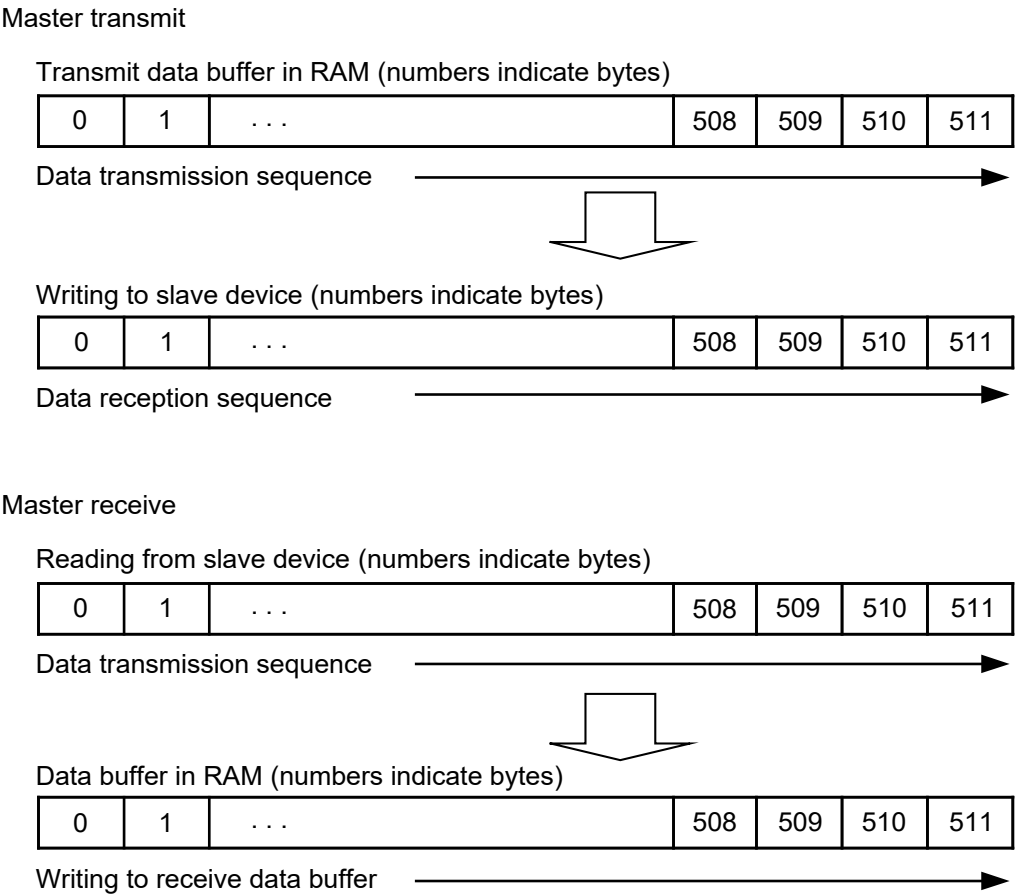 Master transmit
Transmit data buffer in RAM (numbers indicate bytes)
0 1 . . . 508 509 510 511
Data transmission sequence
Writing to slave device (numbers indicate bytes)
0 1 . . . 508 509 510 511
Data reception sequence
Master receive
Reading from slave device (numbers indicate bytes)
0 1 . . . 508 509 510 511
Data transmission sequence
Data buffer in RAM (numbers indicate bytes)
0 1 . . . 508 509 510 511
Writing to receive data buffer